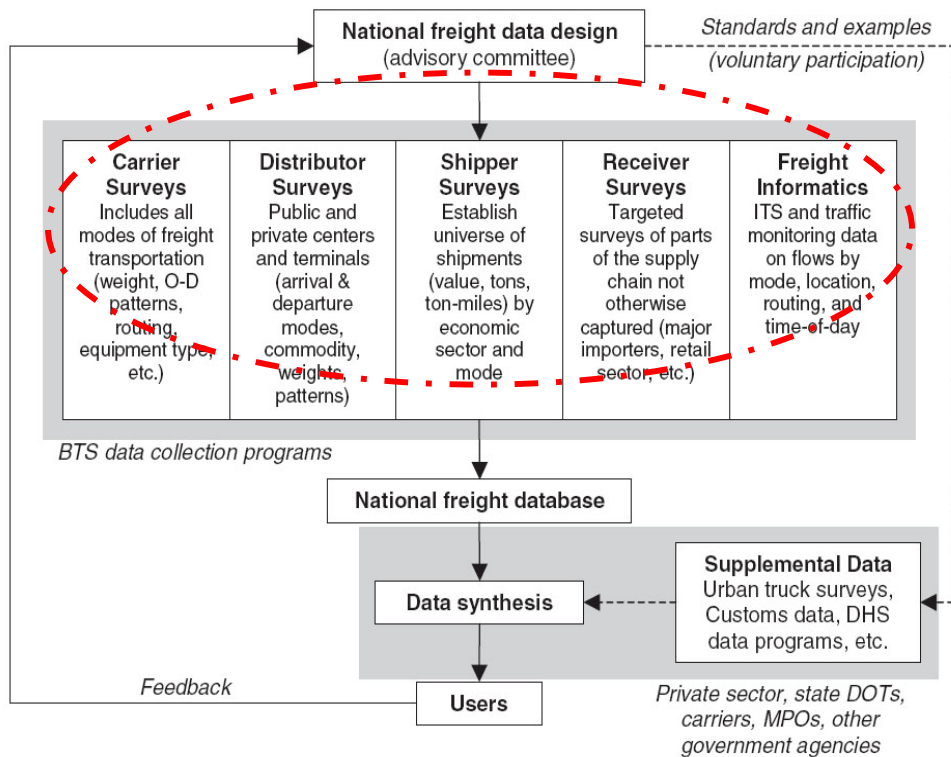 National freight data design
(advisory committee)
Standards and examples
(voluntary participation)
Carrier
Surveys
Includes all
modes of freight
transportation
(weight, O-D
patterns,
routing,
equipment type,
etc.)
Distributor
Surveys
Public and
private centers
and terminals
(arrival &
departure
modes,
commodity,
weights,
patterns)
Shipper
Surveys
Establish
universe of
shipments
(value, tons,
ton-miles) by
economic
sector and
mode
Receiver
Surveys
Targeted
surveys of parts
of the supply
chain not
otherwise
captured (major
importers, retail
sector, etc.)
Freight
Informatics
ITS and traffic
monitoring data
on flows by
mode, location,
routing, and
time-of-day
BTS data collection programs
National freight database
Data synthesis
Supplemental Data
Urban truck surveys,
Customs data, DHS
data programs, etc.
Feedback
Users
Private sector, state DOTs,
carriers, MPOs, other
government agencies